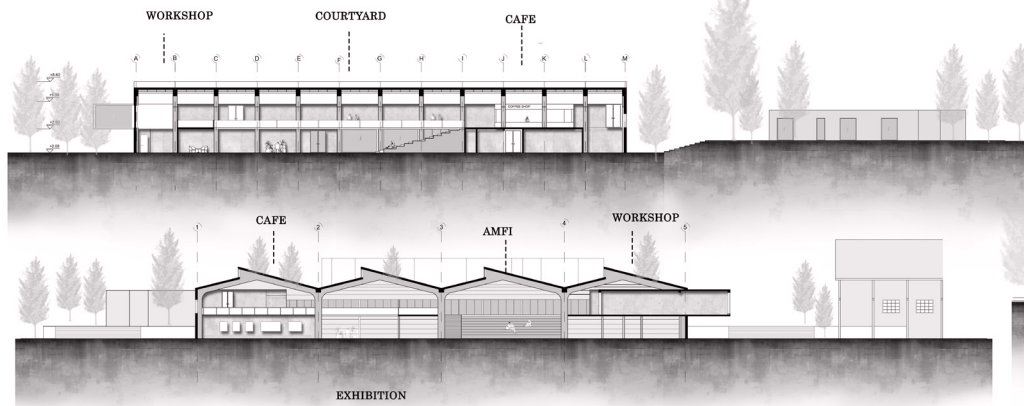 WORKSHOP COURTYARD CAFE
A B C D E F G H I J K L M
COFFEE SHOP
CAFE AMFI WORKSHOP
1 2 3 4 5
EXHIBITION